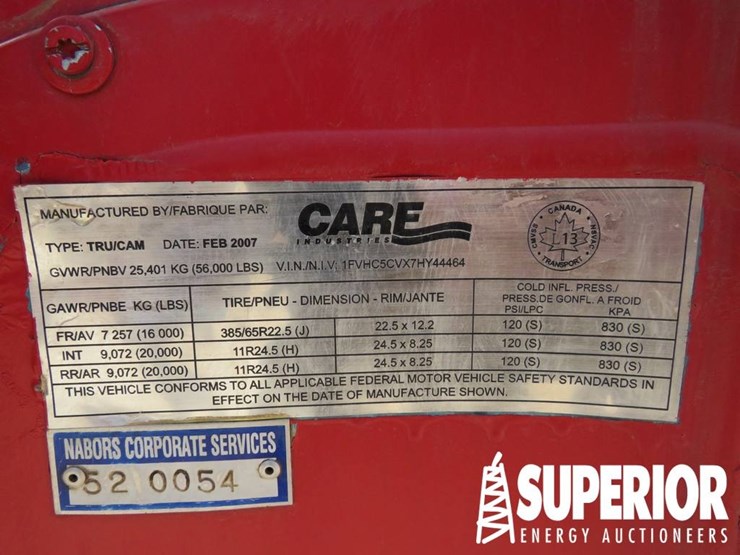 MANUFACTURED BY/FABRIQUE PAR: CARE INDUSTRIES
TYPE: TRU/CAM DATE: FEB 2007
GVWR/PNBV 25,401 KG (56,000 LBS) V.I.N./N.I.V: 1FVHC5CVX7HY44464
CANADA
CMVSS
NSVAC
L13
TRANSPORT
GAWR/PNBE KG (LBS) TIRE/PNEU - DIMENSION - RIM/JANTE COLD INFL. PRESS./
PRESS.DE GONFL. A FROID
PSI/LPC KPA
FR/AV 7 257 (16 000) 385/65R22.5 (J) 22.5 x 12.2 120 (S) 830 (S)
INT 9,072 (20,000) 11R24.5 (H) 24.5 x 8.25 120 (S) 830 (S)
RR/AR 9,072 (20,000) 11R24.5 (H) 24.5 x 8.25 120 (S) 830 (S)
THIS VEHICLE CONFORMS TO ALL APPLICABLE FEDERAL MOTOR VEHICLE SAFETY STANDARDS IN
EFFECT ON THE DATE OF MANUFACTURE SHOWN.
NABORS CORPORATE SERVICES
52 0054
SUPERIOR
ENERGY AUCTIONEERS